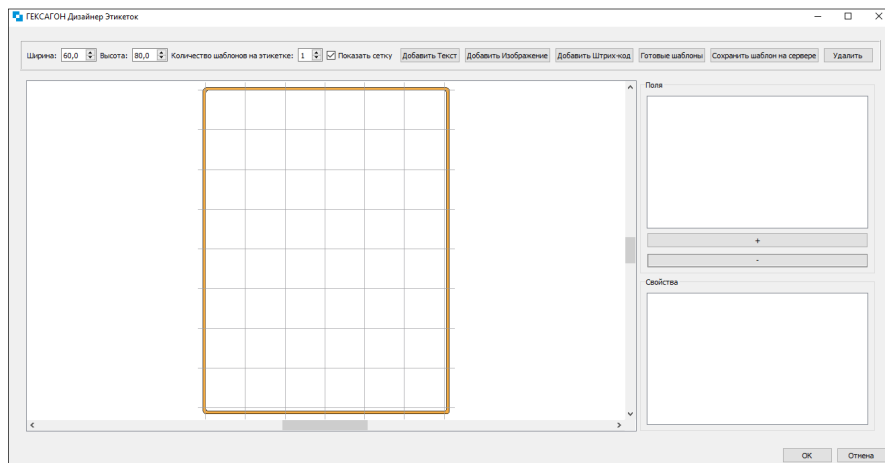 ГЕКСАГОН Дизайнер Этикеток
Ширина: 60,0 Высота: 80,0 Количество шаблонов на этикетке: 1 Показать сетку Добавить Текст Добавить Изображение Добавить Штрих-код Готовые шаблоны Сохранить шаблон на сервере Удалить
Поля
+
-
Свойства
OK Отмена